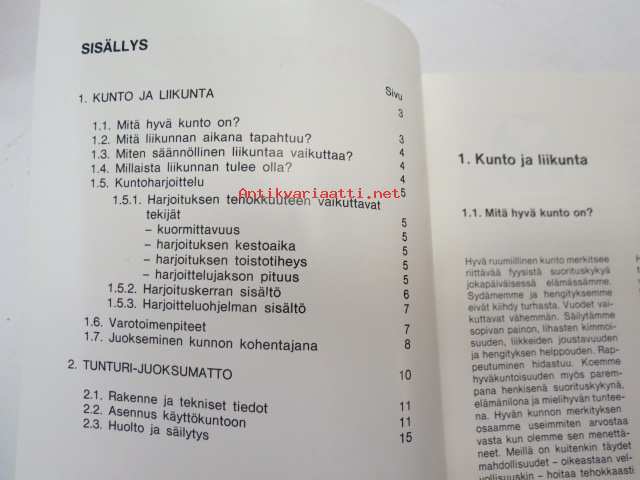 SISÄLLYS
Sivu
1. KUNTO JA LIIKUNTA 3
1.1. Mitä hyvä kunto on?
1.2. Mitä liikunnan aikana tapahtuu? 3
1.3. Miten säännöllinen liikuntaa vaikuttaa? 4
1.4. Millaista liikunnan tulee olla? 4
1.5. Kuntoharjoittelu 4
1.5.1. Harjoituksen tehokkuuteen vaikuttavat 5
tekijät
– kuormittavuus 5
– harjoituksen kestoaika 5
– harjoituksen toistotiheys 5
– harjoittelujakson pituus 5
1.5.2. Harjoituskerran sisältö 6
1.5.3. Harjoitteluohjelman sisältö 7
1.6. Varotoimenpiteet 7
1.7. Juokseminen kunnon kohentajana 8
2. TUNTURI-JUOKSUMATTO 10
2.1. Rakenne ja tekniset tiedot 11
2.2. Asennus käyttökuntoon 11
2.3. Huolto ja säilytys 15
Antikvariaatti.net
1. Kunto ja liikunta
1.1. Mitä hyvä kunto on?
Hyvä ruumiillinen kunto merkitsee
riittävää fyysistä suorituskykyä
jokapäiväisessä elämässämme.
Sydämemme ja hengityksemme
eivät kiihdy turhasta. Vuodet vai-
kuttavat vähemmän. Säilytämme
sopivan painon, lihasten kimmoi-
suuden, liikkeiden joustavuuden
ja hengityksen helppouden. Rap-
peutuminen hidastuu. Koemme
hyväkuntoisuuden myös parem-
pana henkisenä suorituskykynä,
elämänilona ja mielihyvän tuntee-
na. Hyvän kunnon merkityksen
osaamme useimmiten arvostaa
vasta kun olemme sen menettä-
neet. Meillä on kuitenkin täydet
mahdollisuudet – oikeastaan vel-
vollisuuskin – hoitaa tehokkaasti